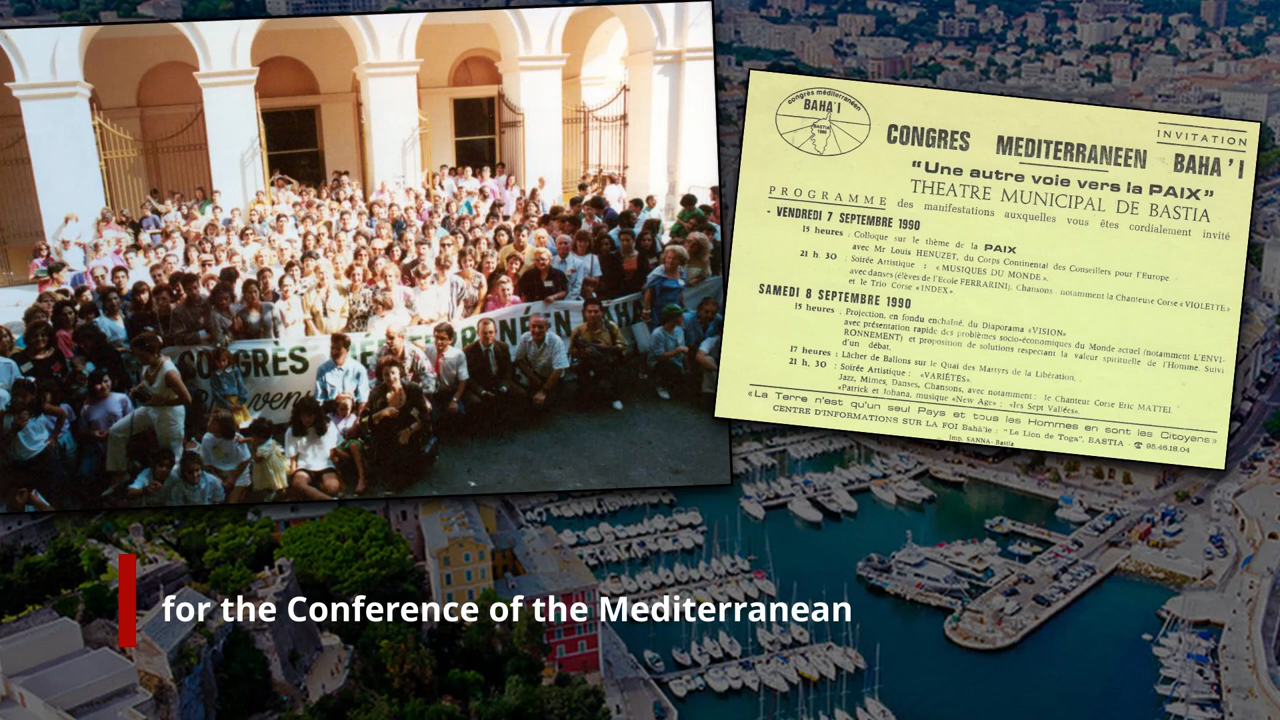 CONGRÈS MÉDITERRANÉEN BAHA
congrès méditerranéen
BAHA'I
BASTIA
1990
INVITATION
CONGRES MEDITERRANEEN BAHA'I
"Une autre voie vers la PAIX"
THEATRE MUNICIPAL DE BASTIA
PROGRAMME des manifestations auxquelles vous êtes cordialement invité
- VENDREDI 7 SEPTEMBRE 1990
15 heures : Colloque sur le thème de la PAIX
avec Mr Louis HENUZET, du Corps Continental des Conseillers pour l'Europe.
21 h. 30 : Soirée Artistique : «MUSIQUES DU MONDE».
avec danses (élèves de l'Ecole FERRARINI). Chansons notamment la Chanteuse Corse «VIOLETTE»
et le Trio Corse «INDEX».
SAMEDI 8 SEPTEMBRE 1990
15 heures : Projection, en fondu enchaîné, du Diaporama «VISION»
avec présentation rapide des problèmes socio-économiques du Monde actuel (notamment L'ENVI-
RONNEMENT) et proposition de solutions respectant la valeur spirituelle de l'Homme. Suivi
d'un débat.
17 heures : Lâcher de Ballons sur le Quai des Martyrs de la Libération.
21 h. 30 : Soirée Artistique : «VARIÉTÉS».
Jazz, Mimes, Danses, Chansons, avec notamment : le Chanteur Corse Eric MATTEI
«Patrick et Iohana, musique «New Age» : «les Sept Vallées».
«La Terre n'est qu'un seul Pays et tous les Hommes en sont les Citoyens»
CENTRE D'INFORMATIONS SUR LA FOI Bahà'ie : "Le Lion de Toga", BASTIA - ☎ 95.46.18.04
Imp. SANNA - Bastia
for the Conference of the Mediterranean